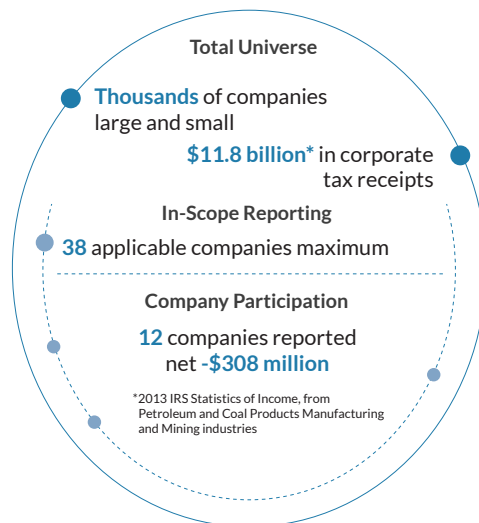 Total Universe
Thousands of companies
large and small
$11.8 billion* in corporate
tax receipts
In-Scope Reporting
38 applicable companies maximum
Company Participation
12 companies reported
net -$308 million
*2013 IRS Statistics of Income, from
Petroleum and Coal Products Manufacturing
and Mining industries